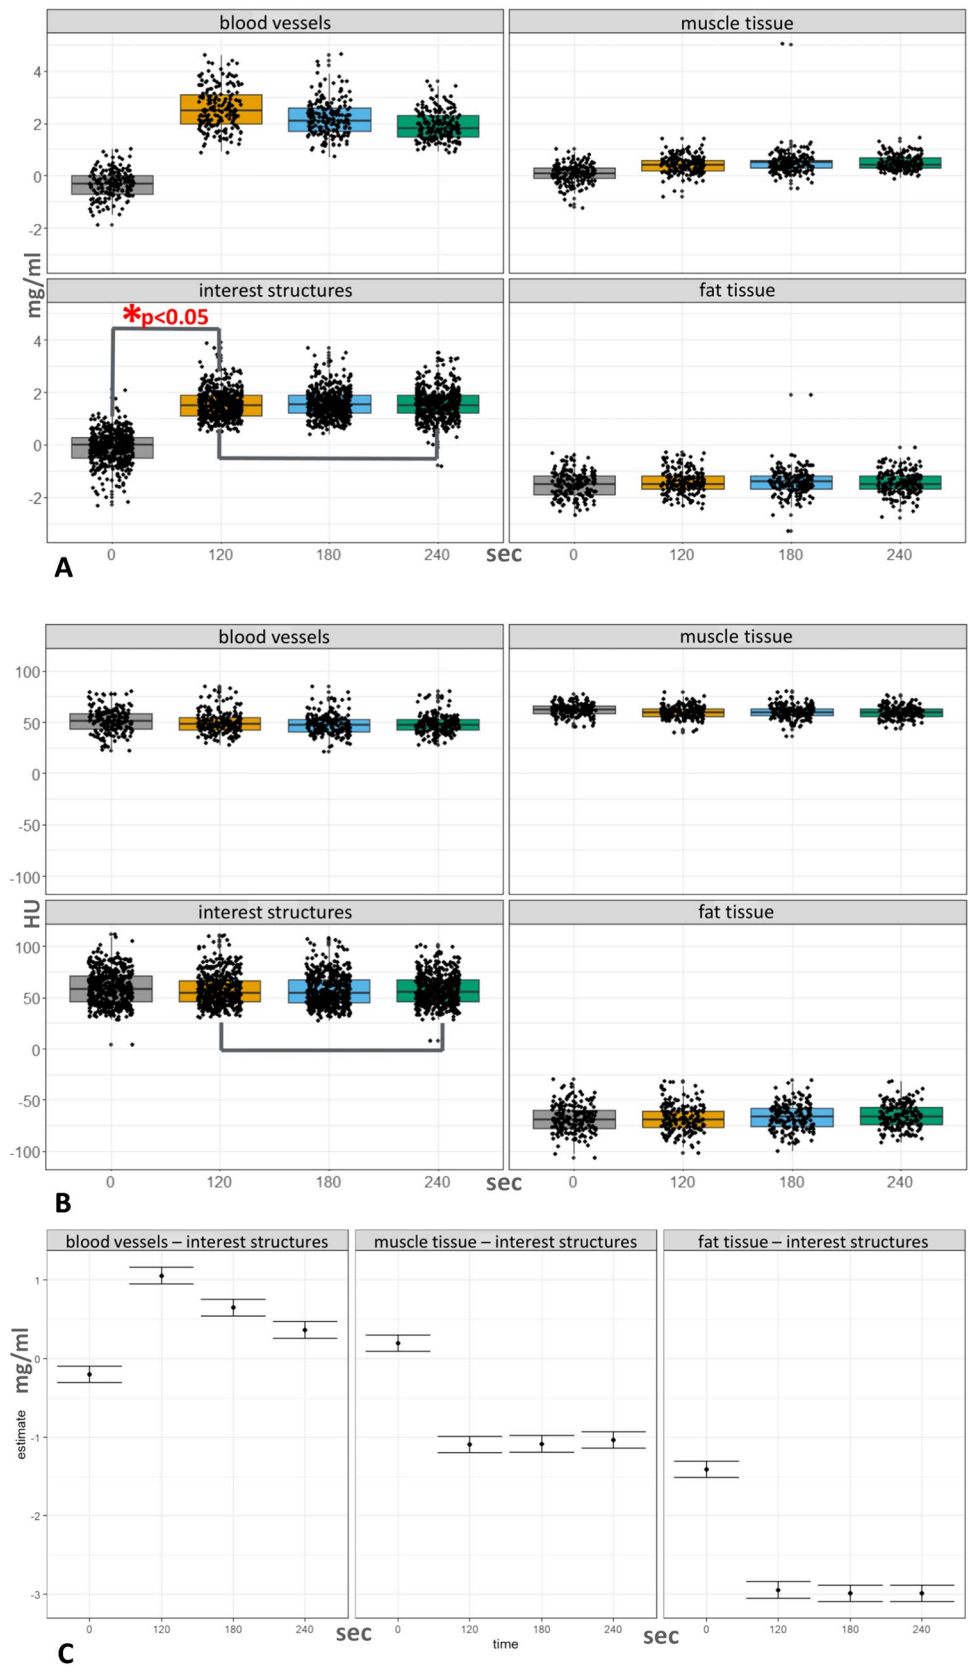 blood vessels
muscle tissue
4
2
0
-2
mg/ml
interest structures
fat tissue
*p<0.05
4
2
0
-2
0 120 180 240
sec
0 120 180 240
A
blood vessels
muscle tissue
100
50
0
-50
-100
HU
interest structures
fat tissue
100
50
0
-50
-100
0 120 180 240
sec
0 120 180 240
B
blood vessels – interest structures
muscle tissue – interest structures
fat tissue – interest structures
1
0
-1
-2
-3
estimate mg/ml
0 120 180 240
sec
0 120 180 240
sec
0 120 180 240
time
C